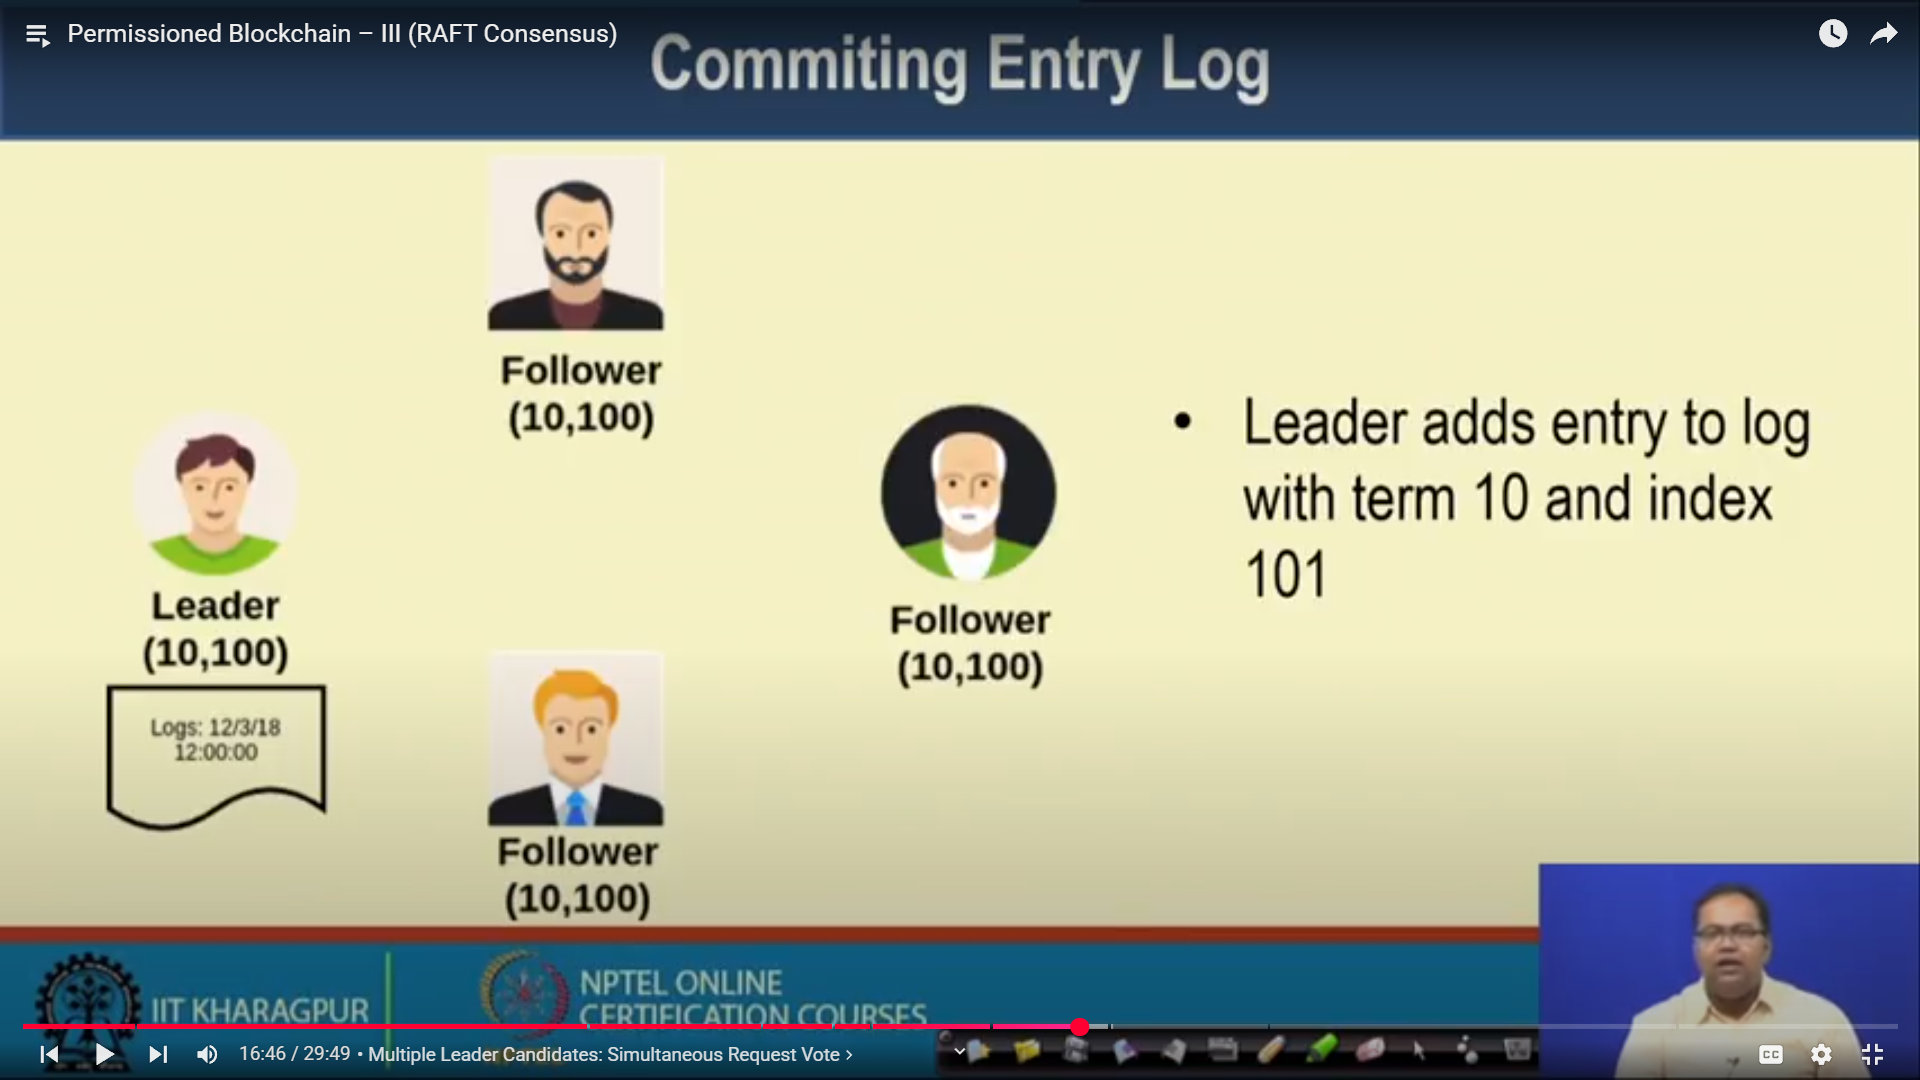 Permissioned Blockchain – III (RAFT Consensus)
Commiting Entry Log
Follower
(10,100)
Leader
(10,100)
Logs: 12/3/18
12:00:00
Follower
(10,100)
Follower
(10,100)
• Leader adds entry to log
with term 10 and index
101
IIT KHARAGPUR
NPTEL ONLINE
CERTIFICATION COURSES
16:46 / 29:49 • Multiple Leader Candidates: Simultaneous Request Vote ›
CC